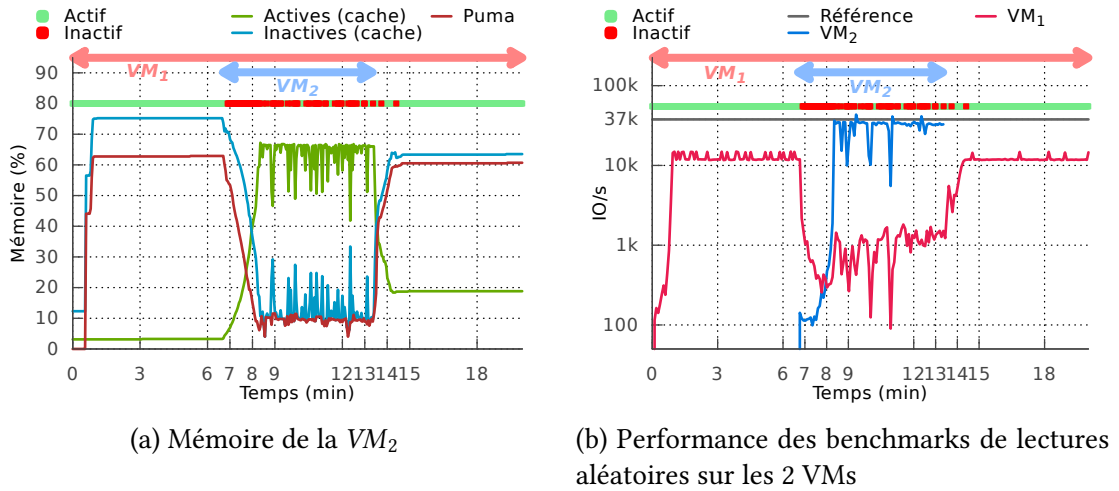 Actif
Inactif
Actives (cache)
Inactives (cache)
Puma
VM1
VM2
90
80
70
60
50
40
30
20
10
0
Mémoire (%)
0 3 6 7 8 9 12 13 14 15 18
Temps (min)
(a) Mémoire de la VM2
Actif
Inactif
Référence
VM2
VM1
VM1
VM2
100k
37k
10k
1k
100
IO/s
0 3 6 7 8 9 12 13 14 15 18
Temps (min)
(b) Performance des benchmarks de lectures
aléatoires sur les 2 VMs